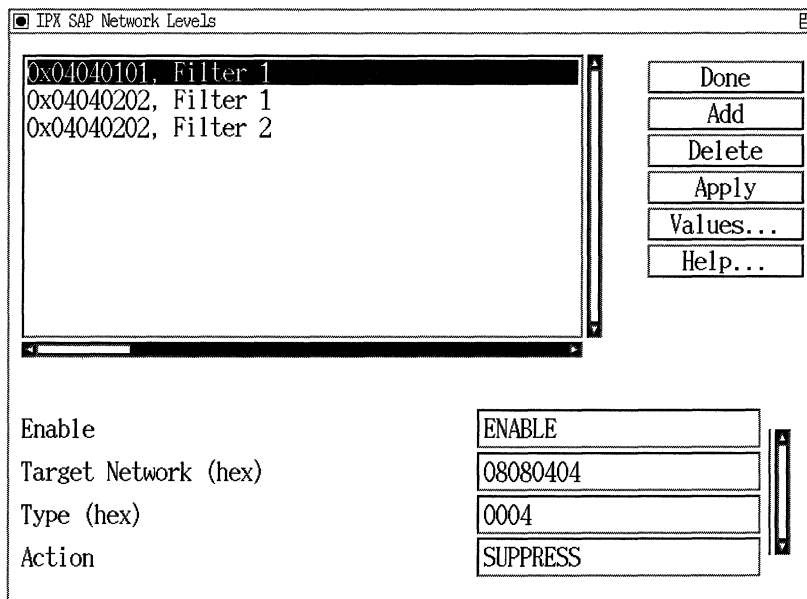 IPX SAP Network Levels
0x04040101, Filter 1
0x04040202, Filter 1
0x04040202, Filter 2
Done
Add
Delete
Apply
Values...
Help...
Enable
ENABLE
Target Network (hex)
08080404
Type (hex)
0004
Action
SUPPRESS